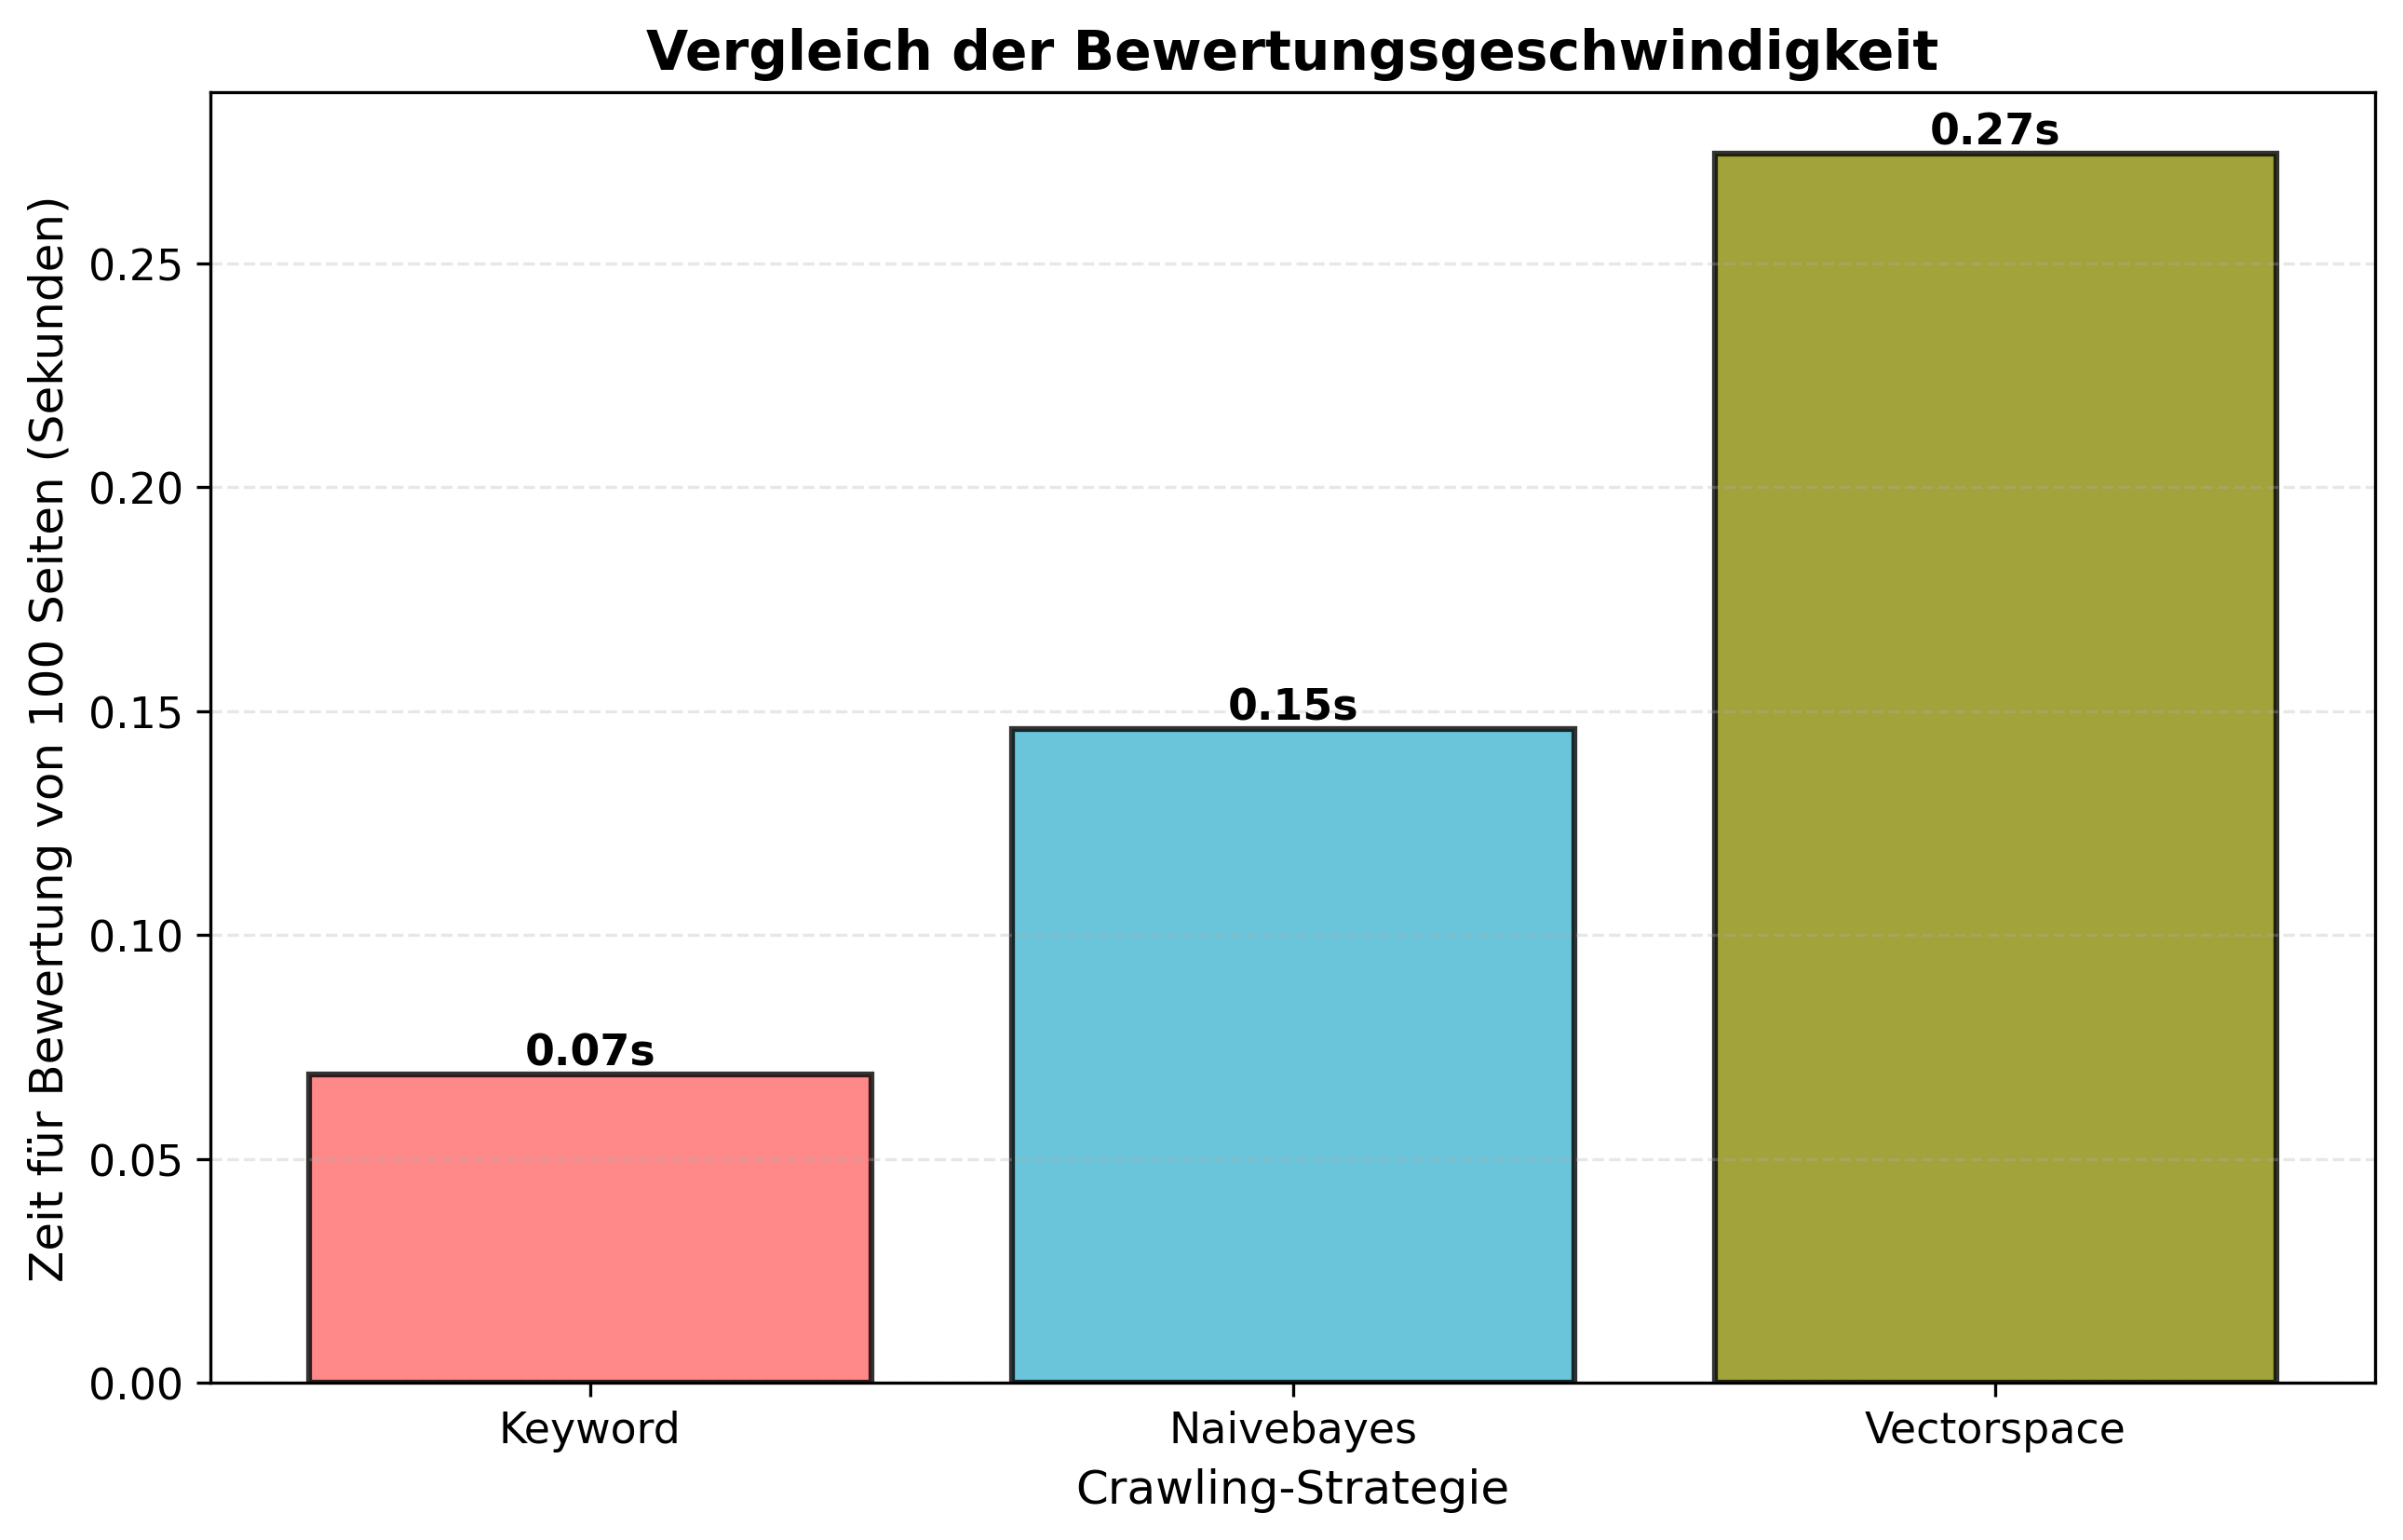 Vergleich der Bewertungsgeschwindigkeit
Zeit für Bewertung von 100 Seiten (Sekunden)
0.25
0.20
0.15
0.10
0.05
0.00
0.07s
0.15s
0.27s
Keyword
Naivebayes
Vectorspace
Crawling-Strategie